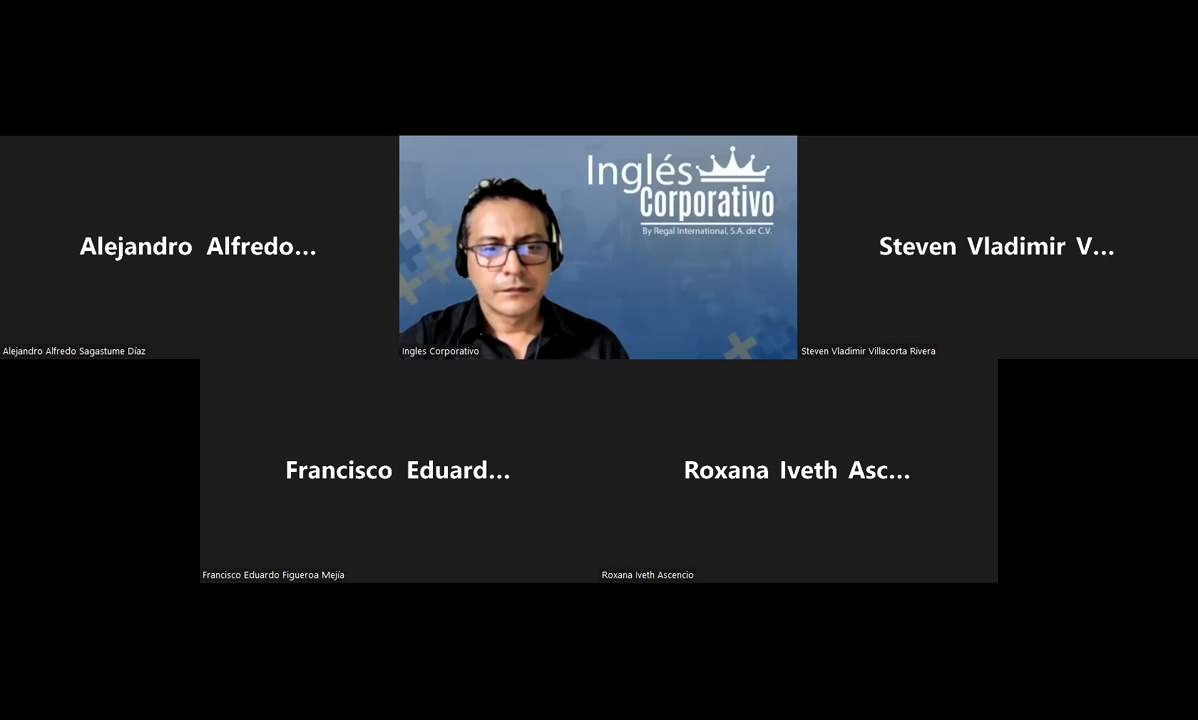 Alejandro Alfredo...
Alejandro Alfredo Sagastume Díaz
Inglés
Corporativo
By Regal International, S.A. de C.V.
Ingles Corporativo
Steven Vladimir V...
Steven Vladimir Villacorta Rivera
Francisco Eduard...
Francisco Eduardo Figueroa Mejía
Roxana Iveth Asc...
Roxana Iveth Ascencio